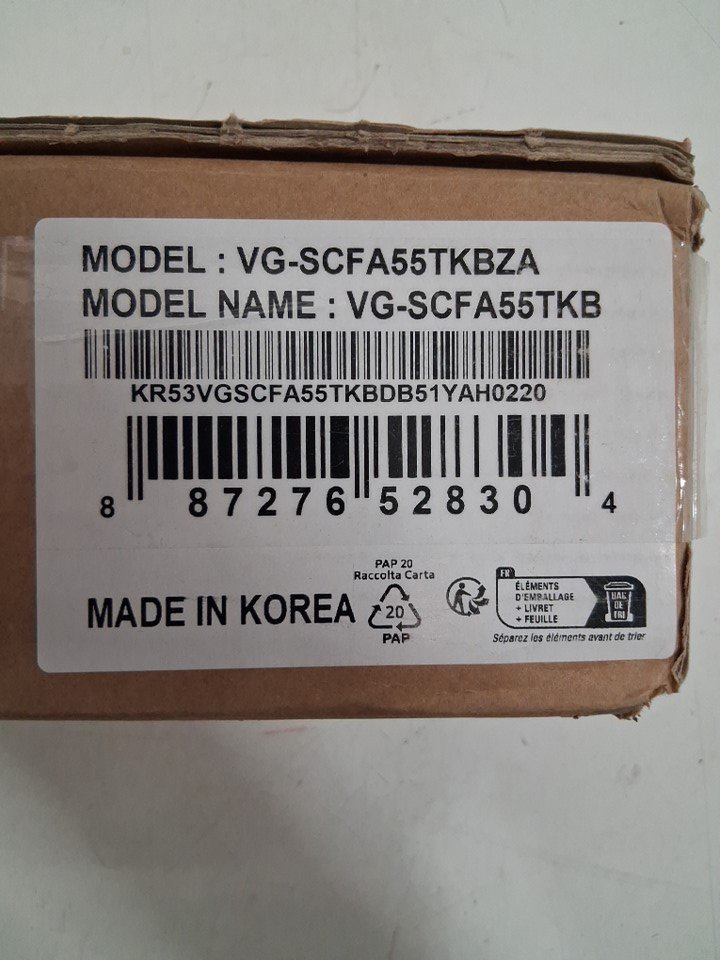 MODEL : VG-SCFA55TKBZA
MODEL NAME : VG-SCFA55TKB
KR53VGSCFA55TKBDB51YAH0220
8 87276 52830 4
MADE IN KOREA
PAP 20
Raccolta Carta
20
PAP
FR
ÉLÉMENTS
D'EMBALLAGE
+ LIVRET
+ FEUILLE
BAC
DE
TRI
Séparez les éléments avant de trier